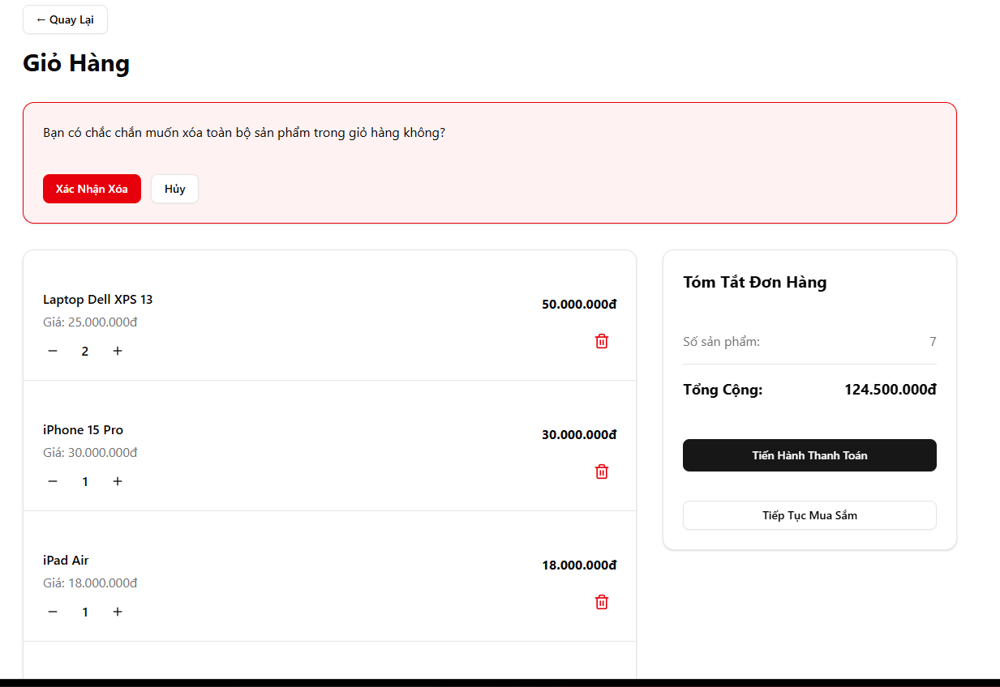 ← Quay Lại
Giỏ Hàng
Bạn có chắc chắn muốn xóa toàn bộ sản phẩm trong giỏ hàng không?
Xác Nhận Xóa
Hủy
Laptop Dell XPS 13
50.000.000đ
Giá: 25.000.000đ
− 2 +
iPhone 15 Pro
30.000.000đ
Giá: 30.000.000đ
− 1 +
iPad Air
18.000.000đ
Giá: 18.000.000đ
− 1 +
Tóm Tắt Đơn Hàng
Số sản phẩm: 7
Tổng Cộng: 124.500.000đ
Tiến Hành Thanh Toán
Tiếp Tục Mua Sắm